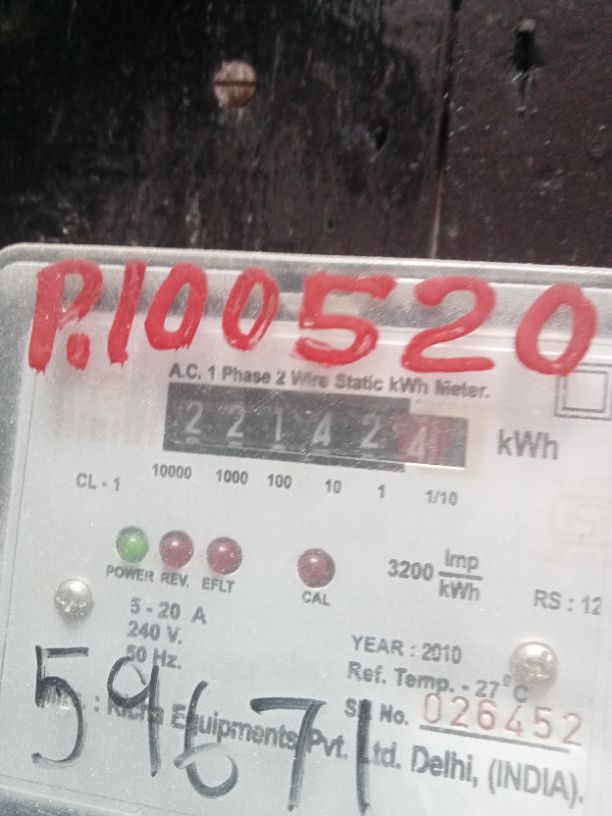 P.100520
A.C. 1 Phase 2 Wire Static kWh Meter.
221424 kWh
CL - 1 10000 1000 100 10 1 1/10
POWER REV. EFLT CAL 3200 Imp/kWh
RS : 12
5 - 20 A
240 V.
50 Hz.
YEAR : 2010
Ref. Temp. - 27°C
No. 026452
59671
Equipments Pvt. Ltd. Delhi, (INDIA).